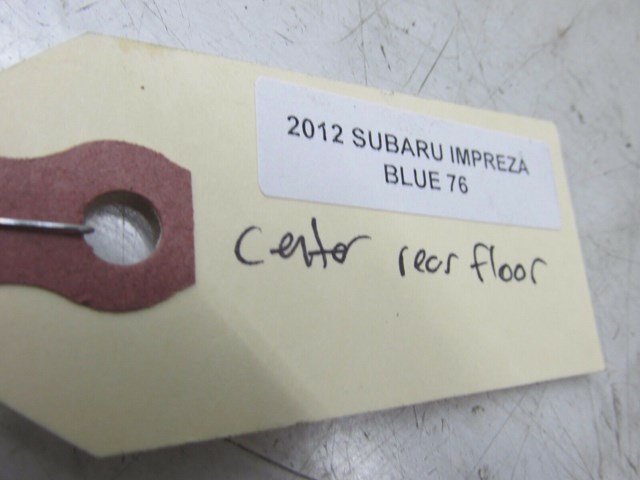 2012 SUBARU IMPREZA
BLUE 76
Center rear floor